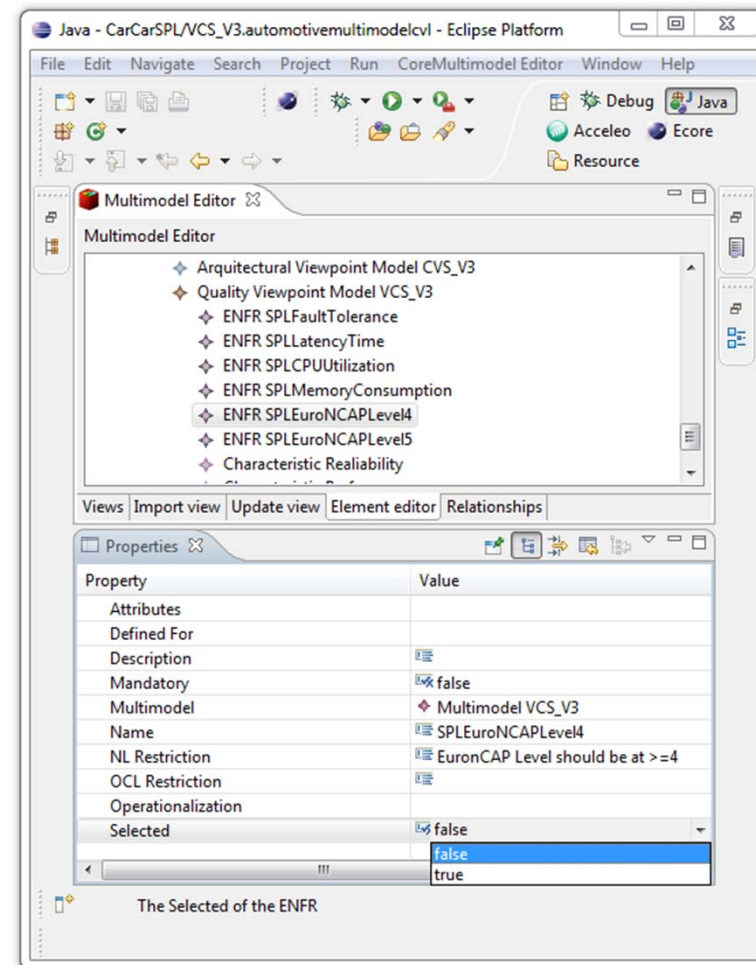 Java - CarCarSPL/VCS_V3.automotivemultimodelcvl - Eclipse Platform
File Edit Navigate Search Project Run CoreMultimodel Editor Window Help
Debug Java
Acceleo Ecore
Resource
Multimodel Editor
Multimodel Editor
Arquitectural Viewpoint Model CVS_V3
Quality Viewpoint Model VCS_V3
ENFR SPLFaultTolerance
ENFR SPLLatencyTime
ENFR SPLCPUUtilization
ENFR SPLMemoryConsumption
ENFR SPLEuroNCAPLevel4
ENFR SPLEuroNCAPLevel5
Characteristic Realiability
Views Import view Update view Element editor Relationships
Properties
Property Value
Attributes
Defined For
Description
Mandatory false
Multimodel Multimodel VCS_V3
Name SPLEuroNCAPLevel4
NL Restriction EuronCAP Level should be at >=4
OCL Restriction
Operationalization
Selected false
false
true
The Selected of the ENFR